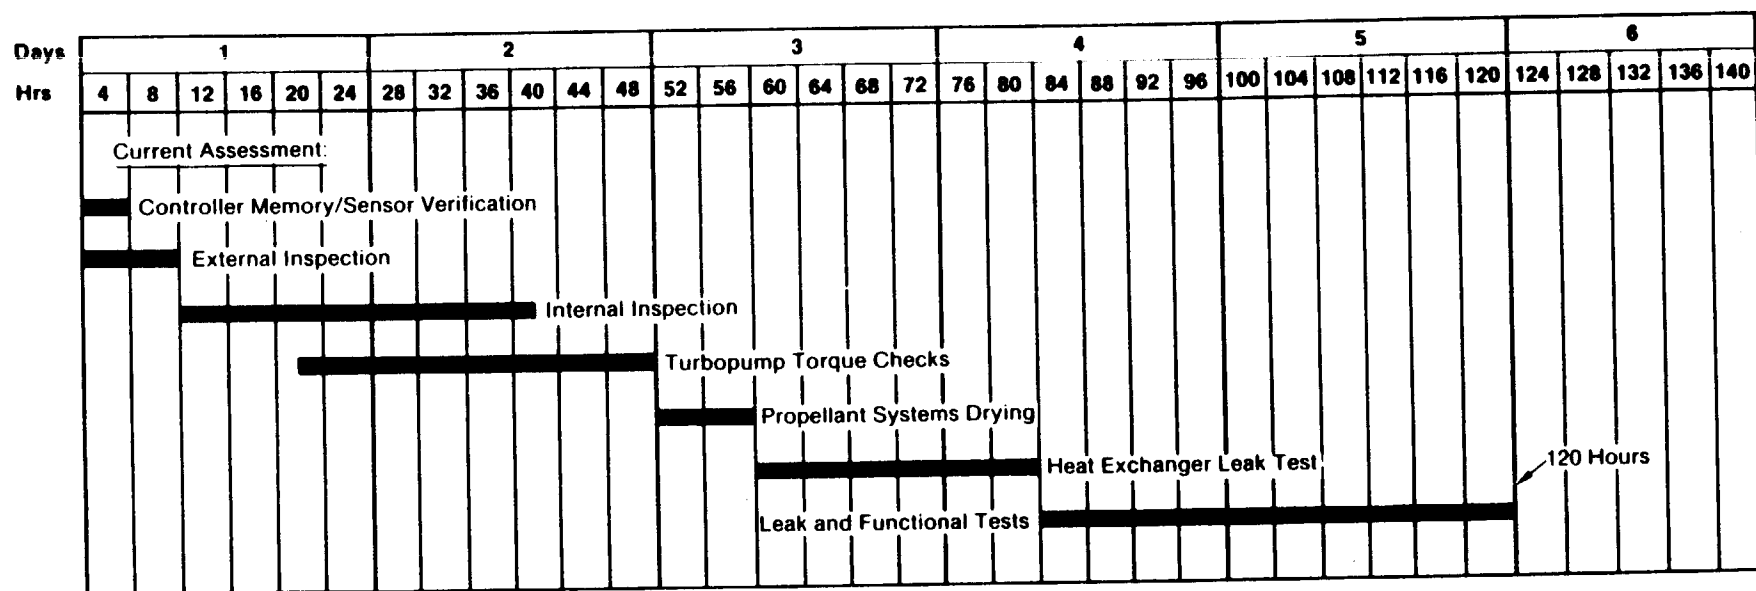 Days 1 2 3 4 5 6
Hrs 4 8 12 16 20 24 28 32 36 40 44 48 52 56 60 64 68 72 76 80 84 88 92 96 100 104 108 112 116 120 124 128 132 136 140
Current Assessment:
Controller Memory/Sensor Verification
External Inspection
Internal Inspection
Turbopump Torque Checks
Propellant Systems Drying
Heat Exchanger Leak Test
120 Hours
Leak and Functional Tests